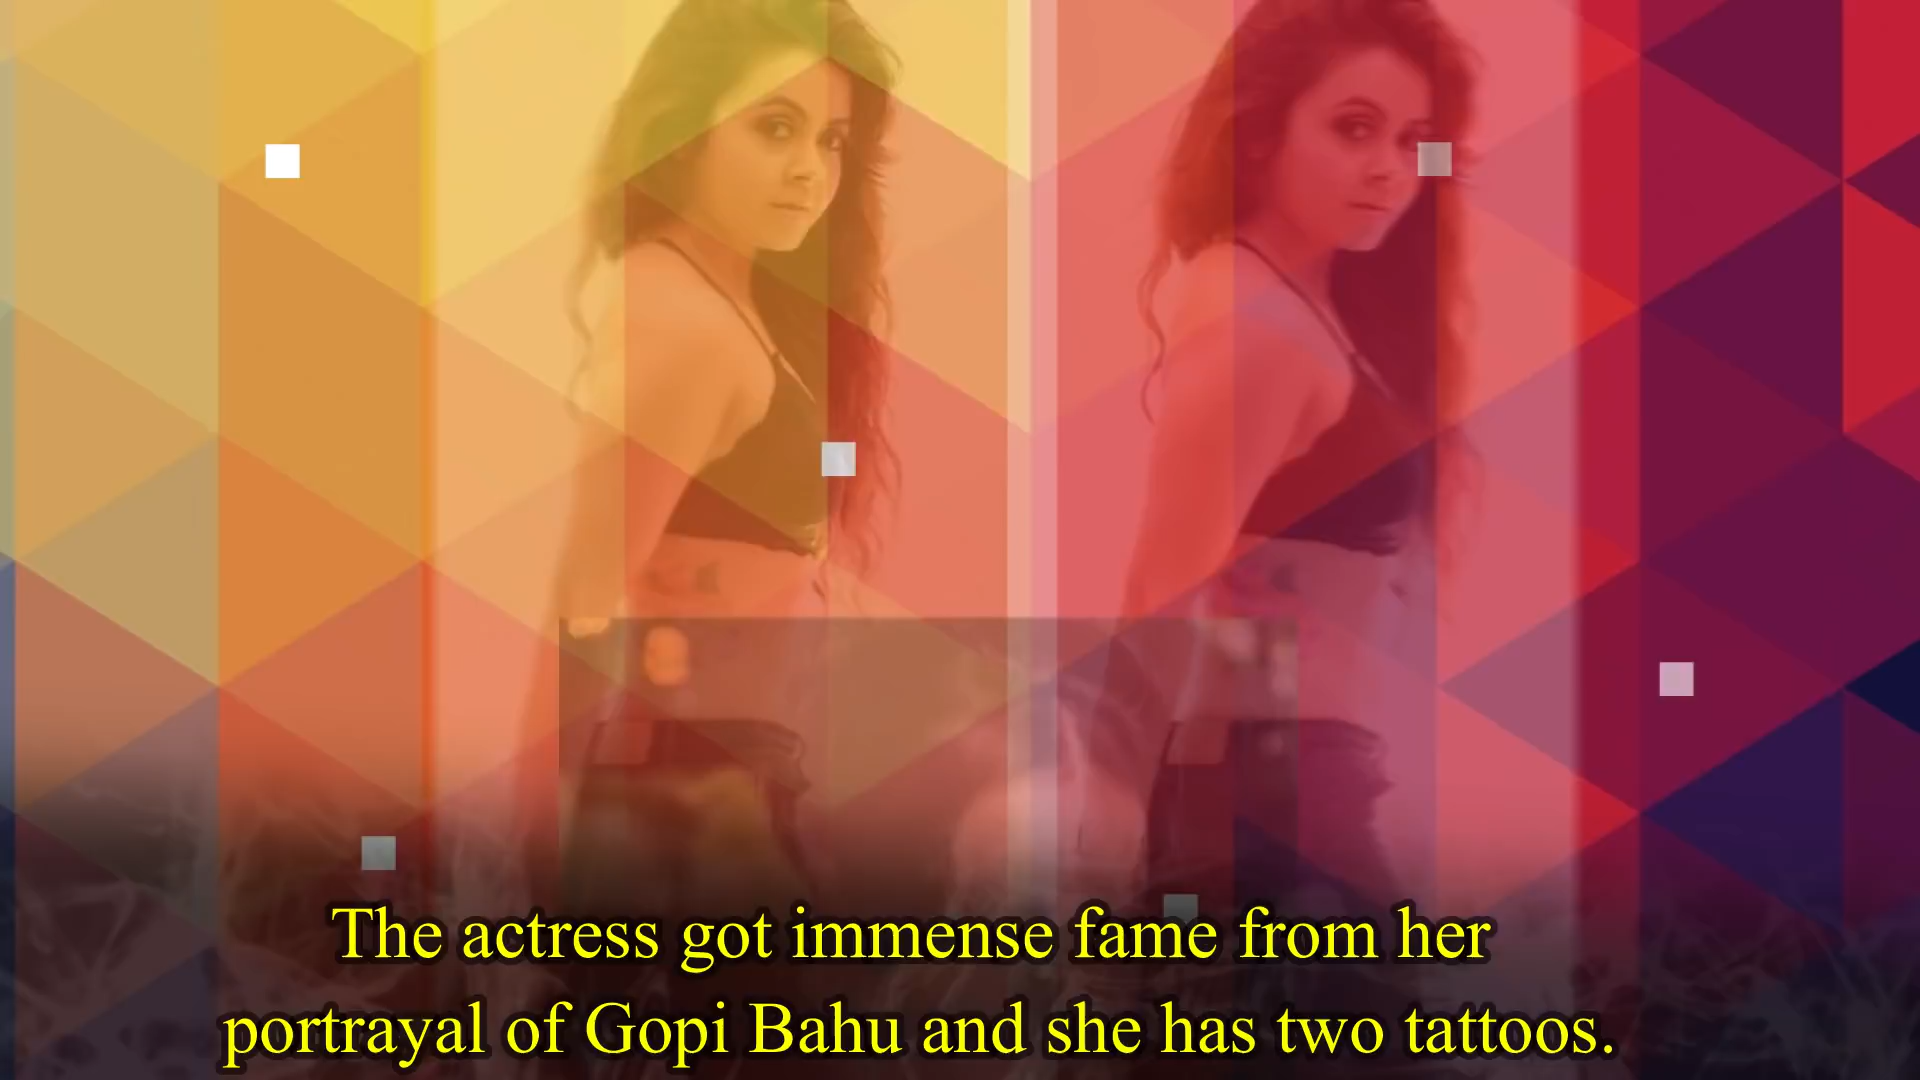 The actress got immense fame from her
portrayal of Gopi Bahu and she has two tattoos.